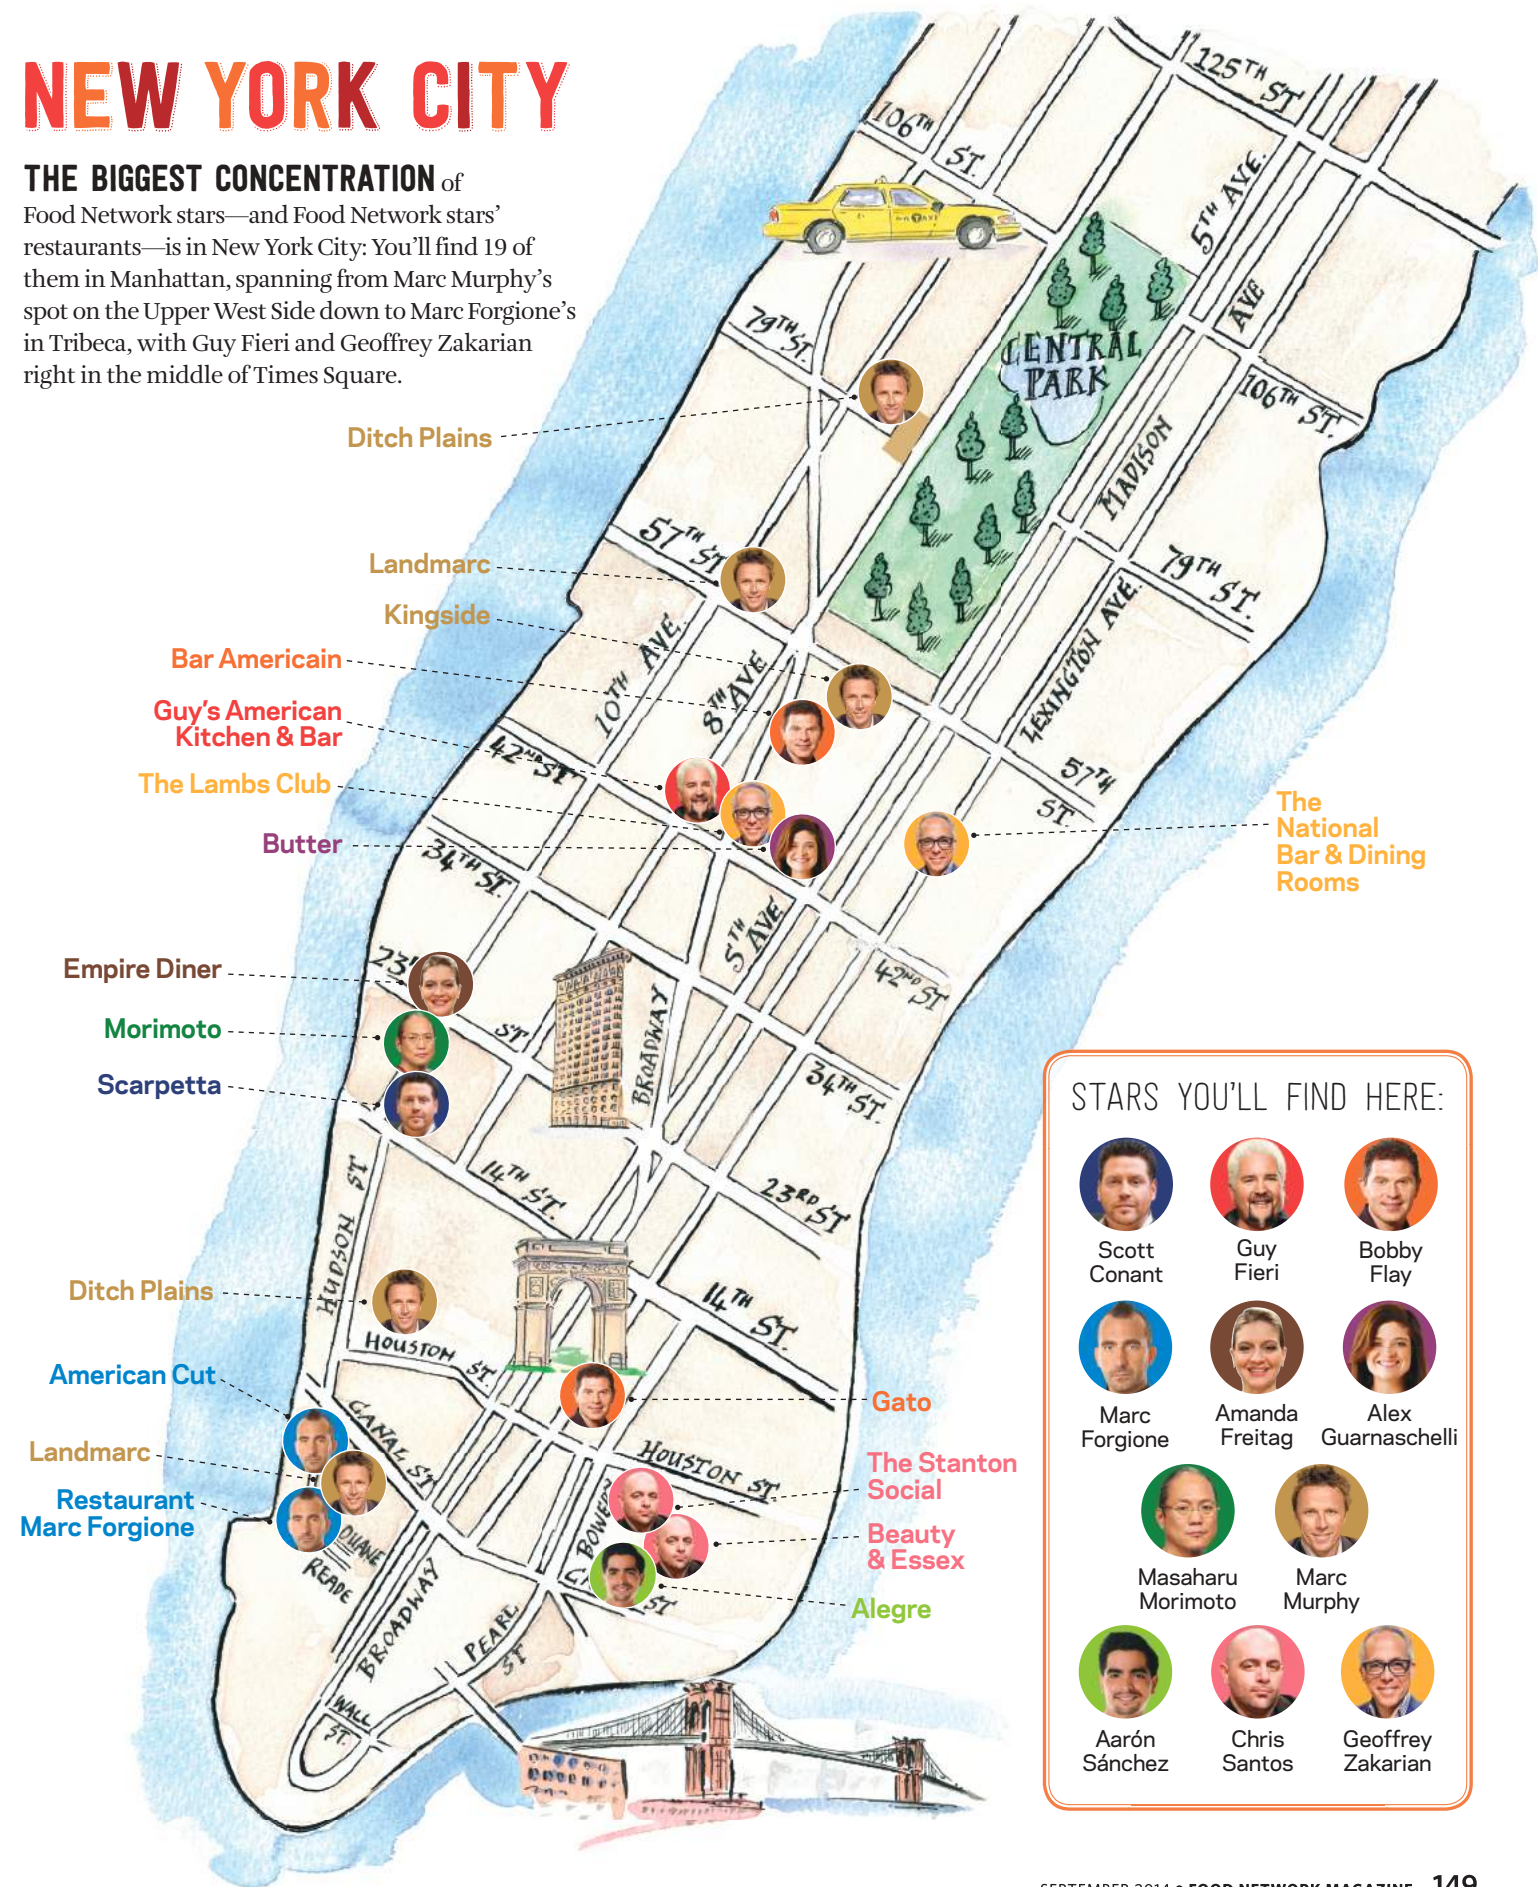 NEW YORK CITY
THE BIGGEST CONCENTRATION of
Food Network stars—and Food Network stars’
restaurants—is in New York City: You’ll find 19 of
them in Manhattan, spanning from Marc Murphy’s
spot on the Upper West Side down to Marc Forgione’s
in Tribeca, with Guy Fieri and Geoffrey Zakarian
right in the middle of Times Square.
125TH ST
106TH ST.
5TH AVE.
AVE
79TH ST.
CENTRAL
PARK
106TH ST.
Ditch Plains
MADISON
57TH ST
79TH ST.
Landmarc
Kingside
LEXINGTON AVE.
10TH AVE
8TH AVE
Bar Americain
Guy’s American
Kitchen & Bar
42ND ST
57TH
ST
The Lambs Club
The
National
Bar & Dining
Rooms
Butter
34TH ST.
5TH AVE
Empire Diner
23
ST
42ND ST
BROADWAY
Morimoto
34TH ST.
Scarpetta
14TH ST.
23RD ST
HUDSON ST
Ditch Plains
14TH ST.
HOUSTON ST.
American Cut
CANAL ST
Gato
Landmarc
HOUSTON ST
The Stanton
Social
Restaurant
Marc Forgione
DUANE
READE
Beauty
& Essex
ST
Alegre
BROADWAY
PEARL
ST
WALL
ST.
STARS YOU’LL FIND HERE:
Scott
Conant
Guy
Fieri
Bobby
Flay
Marc
Forgione
Amanda
Freitag
Alex
Guarnaschelli
Masaharu
Morimoto
Marc
Murphy
Aarón
Sánchez
Chris
Santos
Geoffrey
Zakarian
SEPTEMBER 2014 • FOOD NETWORK MAGAZINE 149